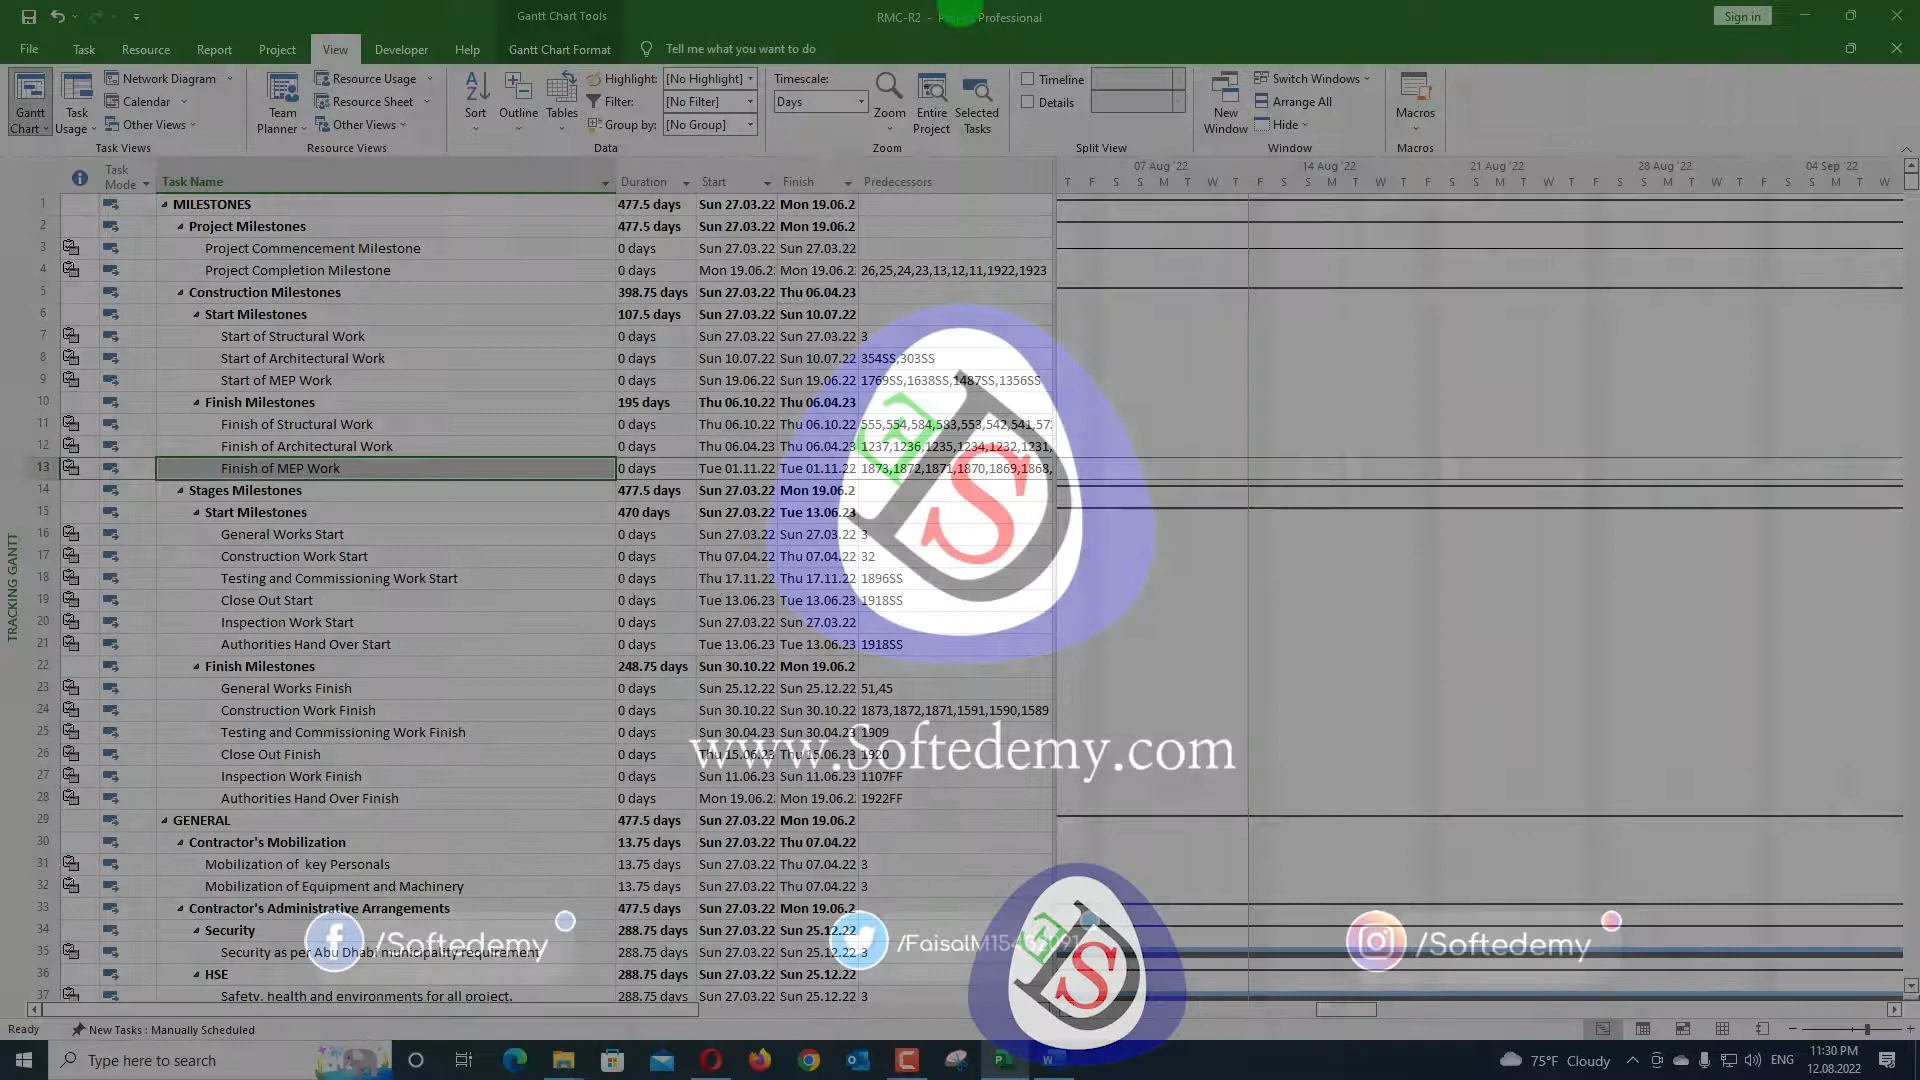 Gantt Chart Tools
RMC-R2 - Project Professional
Sign in
File Task Resource Report Project View Developer Help Gantt Chart Format Tell me what you want to do
Gantt Chart
Task Usage
Network Diagram
Calendar
Other Views
Task Views
Team Planner
Resource Usage
Resource Sheet
Other Views
Resource Views
Sort
Outline
Tables
Highlight: [No Highlight]
Filter: [No Filter]
Group by: [No Group]
Data
Timescale:
Days
Zoom
Entire Project
Selected Tasks
Zoom
Timeline
Details
Split View
New Window
Switch Windows
Arrange All
Hide
Window
Macros
Macros
Task Mode Task Name Duration Start Finish Predecessors
07 Aug '22 14 Aug '22 21 Aug '22 28 Aug '22 04 Sep '22
T F S S M T W T F S S M T W T F S S M T W T F S S M T W T F S S M T W
1 MILESTONES 477.5 days Sun 27.03.22 Mon 19.06.2
2 Project Milestones 477.5 days Sun 27.03.22 Mon 19.06.2
3 Project Commencement Milestone 0 days Sun 27.03.22 Sun 27.03.22
4 Project Completion Milestone 0 days Mon 19.06.2 Mon 19.06.2 26,25,24,23,13,12,11,1922,1923
5 Construction Milestones 398.75 days Sun 27.03.22 Thu 06.04.23
6 Start Milestones 107.5 days Sun 27.03.22 Sun 10.07.22
7 Start of Structural Work 0 days Sun 27.03.22 Sun 27.03.22 3
8 Start of Architectural Work 0 days Sun 10.07.22 Sun 10.07.22 354SS,303SS
9 Start of MEP Work 0 days Sun 19.06.22 Sun 19.06.22 1769SS,1638SS,1487SS,1356SS
10 Finish Milestones 195 days Thu 06.10.22 Thu 06.04.23
11 Finish of Structural Work 0 days Thu 06.10.22 Thu 06.10.22 555,554,584,583,553,542,541,57
12 Finish of Architectural Work 0 days Thu 06.04.23 Thu 06.04.23 1237,1236,1235,1234,1232,1231,
13 Finish of MEP Work 0 days Tue 01.11.22 Tue 01.11.22 1873,1872,1871,1870,1869,1868,
14 Stages Milestones 477.5 days Sun 27.03.22 Mon 19.06.2
15 Start Milestones 470 days Sun 27.03.22 Tue 13.06.23
16 General Works Start 0 days Sun 27.03.22 Sun 27.03.22 3
17 Construction Work Start 0 days Thu 07.04.22 Thu 07.04.22 32
18 Testing and Commissioning Work Start 0 days Thu 17.11.22 Thu 17.11.22 1896SS
19 Close Out Start 0 days Tue 13.06.23 Tue 13.06.23 1918SS
20 Inspection Work Start 0 days Sun 27.03.22 Sun 27.03.22
21 Authorities Hand Over Start 0 days Tue 13.06.23 Tue 13.06.23 1918SS
22 Finish Milestones 248.75 days Sun 30.10.22 Mon 19.06.2
23 General Works Finish 0 days Sun 25.12.22 Sun 25.12.22 51,45
24 Construction Work Finish 0 days Sun 30.10.22 Sun 30.10.22 1873,1872,1871,1591,1590,1589
25 Testing and Commissioning Work Finish 0 days Sun 30.04.23 Sun 30.04.23 1909
26 Close Out Finish 0 days Thu 15.06.23 Thu 15.06.23 1920
27 Inspection Work Finish 0 days Sun 11.06.23 Sun 11.06.23 1107FF
28 Authorities Hand Over Finish 0 days Mon 19.06.2 Mon 19.06.2 1922FF
29 GENERAL 477.5 days Sun 27.03.22 Mon 19.06.2
30 Contractor's Mobilization 13.75 days Sun 27.03.22 Thu 07.04.22
31 Mobilization of key Personals 13.75 days Sun 27.03.22 Thu 07.04.22 3
32 Mobilization of Equipment and Machinery 13.75 days Sun 27.03.22 Thu 07.04.22 3
33 Contractor's Administrative Arrangements 477.5 days Sun 27.03.22 Mon 19.06.2
34 Security 288.75 days Sun 27.03.22 Sun 25.12.22
35 Security as per Abu Dhabi municipality requirement 288.75 days Sun 27.03.22 Sun 25.12.22 3
36 HSE 288.75 days Sun 27.03.22 Sun 25.12.22
37 Safety, health and environments for all project. 288.75 days Sun 27.03.22 Sun 25.12.22 3
TRACKING GANTT
EDS
www.Softedemy.com
/Softedemy
/Softedemy
EDS
Ready New Tasks : Manually Scheduled
Type here to search
75°F Cloudy
ENG
11:30 PM
12.08.2022